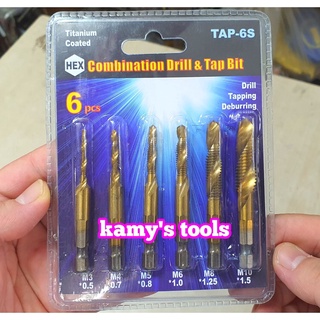 Titanium
Coated
TAP-6S
HEX Combination Drill & Tap Bit
6 pcs
Drill
Tapping
Deburring
kamy's tools
M3 M4 M5 M6 M8 M10
*0.5 *0.7 *0.8 *1.0 *1.25 *1.5